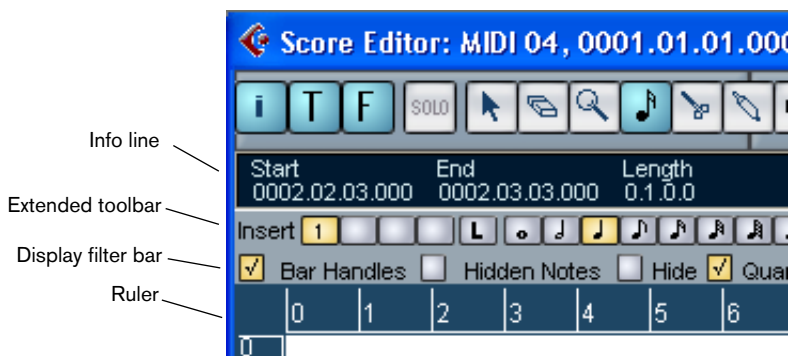 Score Editor: MIDI 04, 0001.01.01.000
i T F SOLO
Info line
Start End Length
0002.02.03.000 0002.03.03.000 0.1.0.0
Extended toolbar
Insert 1 L
Display filter bar
Bar Handles Hidden Notes Hide Quan
Ruler
0 1 2 3 4 5 6
0